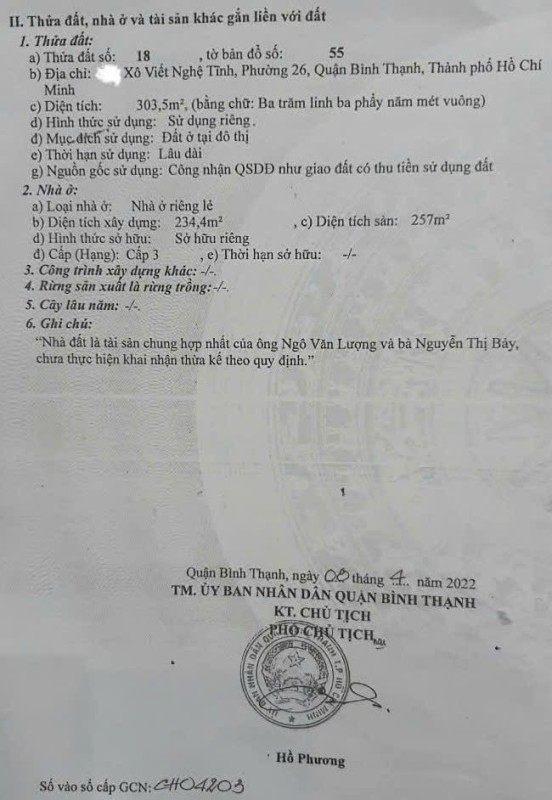 II. Thửa đất, nhà ở và tài sản khác gắn liền với đất
1. Thửa đất:
a) Thửa đất số: 18 , tờ bản đồ số: 55
b) Địa chỉ: Xô Viết Nghệ Tĩnh, Phường 26, Quận Bình Thạnh, Thành phố Hồ Chí
Minh
c) Diện tích: 303,5m², (bằng chữ: Ba trăm linh ba phẩy năm mét vuông)
d) Hình thức sử dụng: Sử dụng riêng .
đ) Mục đích sử dụng: Đất ở tại đô thị
e) Thời hạn sử dụng: Lâu dài
g) Nguồn gốc sử dụng: Công nhận QSDĐ như giao đất có thu tiền sử dụng đất
2. Nhà ở:
a) Loại nhà ở: Nhà ở riêng lẻ
b) Diện tích xây dựng: 234,4m² , c) Diện tích sàn: 257m²
d) Hình thức sở hữu: Sở hữu riêng
đ) Cấp (Hạng): Cấp 3 , e) Thời hạn sở hữu: -/-
3. Công trình xây dựng khác: -/-.
4. Rừng sản xuất là rừng trồng: -/-.
5. Cây lâu năm: -/-.
6. Ghi chú:
“Nhà đất là tài sản chung hợp nhất của ông Ngô Văn Lượng và bà Nguyễn Thị Bảy,
chưa thực hiện khai nhận thừa kế theo quy định.”
1
Quận Bình Thạnh, ngày 08 tháng 4 năm 2022
TM. ỦY BAN NHÂN DÂN QUẬN BÌNH THẠNH
KT. CHỦ TỊCH
PHÓ CHỦ TỊCH
Hồ Phương
Số vào sổ cấp GCN: CH04203